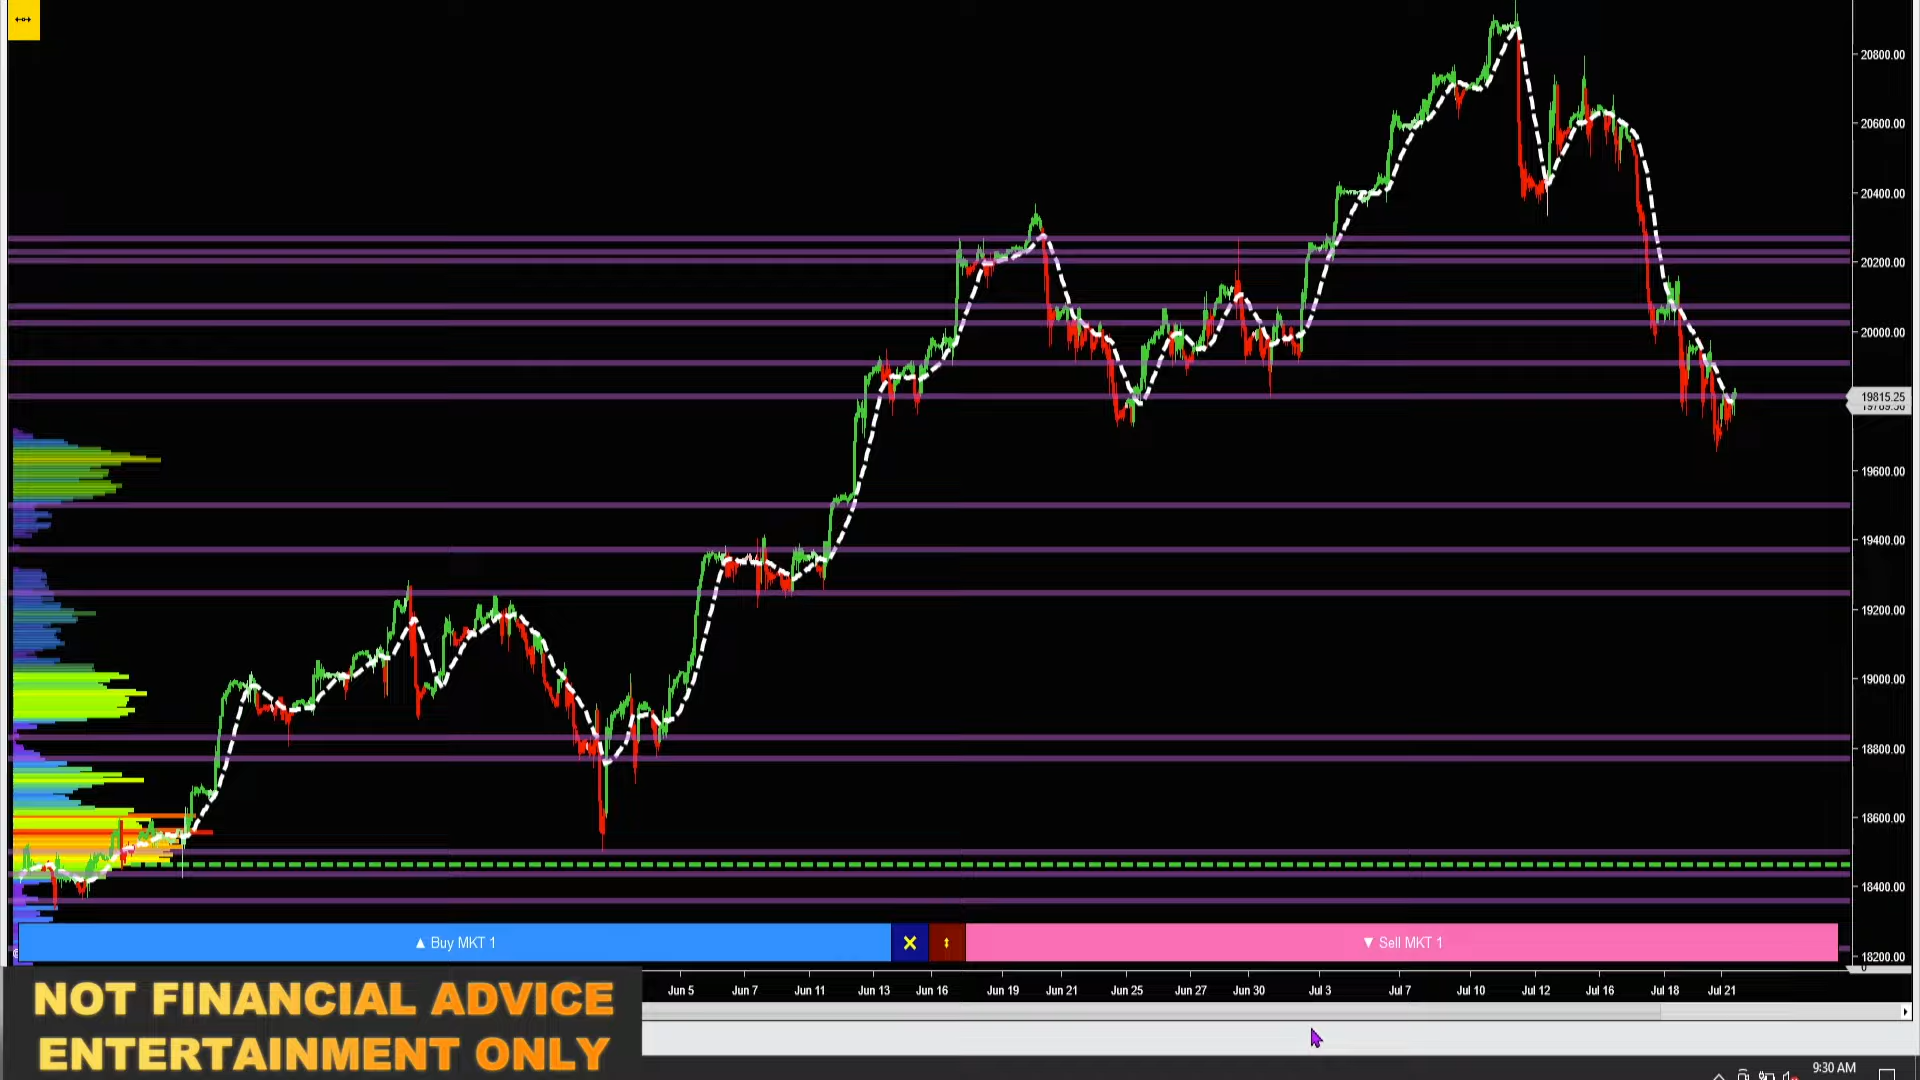 20800.00
20600.00
20400.00
20200.00
20000.00
19815.25
19600.00
19400.00
19200.00
19000.00
18800.00
18600.00
18400.00
18200.00
0
▲ Buy MKT 1
▼ Sell MKT 1
Jun 5 Jun 7 Jun 11 Jun 13 Jun 16 Jun 19 Jun 21 Jun 25 Jun 27 Jun 30 Jul 3 Jul 7 Jul 10 Jul 12 Jul 16 Jul 18 Jul 21
NOT FINANCIAL ADVICE
ENTERTAINMENT ONLY
9:30 AM